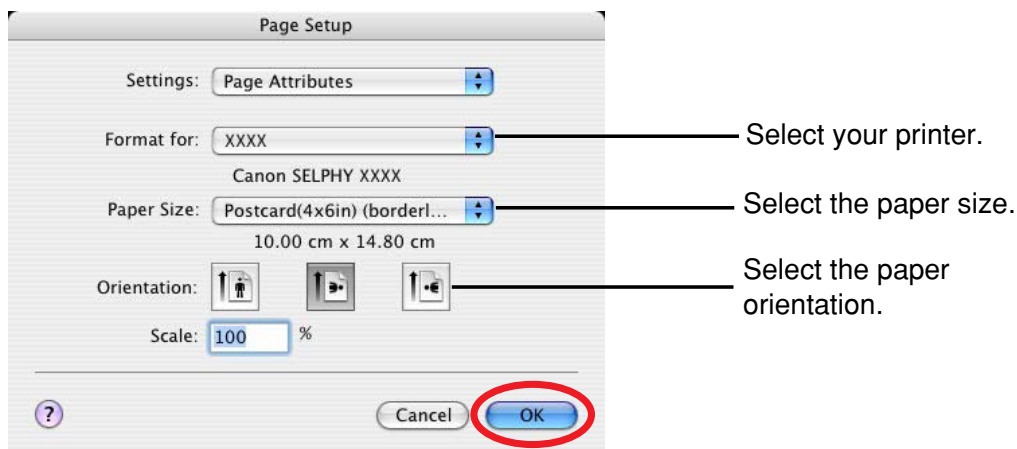 Page Setup
Settings: Page Attributes
Format for: XXXX
Select your printer.
Canon SELPHY XXXX
Paper Size: Postcard(4x6in) (borderl...
Select the paper size.
10.00 cm x 14.80 cm
Orientation:
Select the paper
orientation.
Scale: 100 %
? Cancel OK